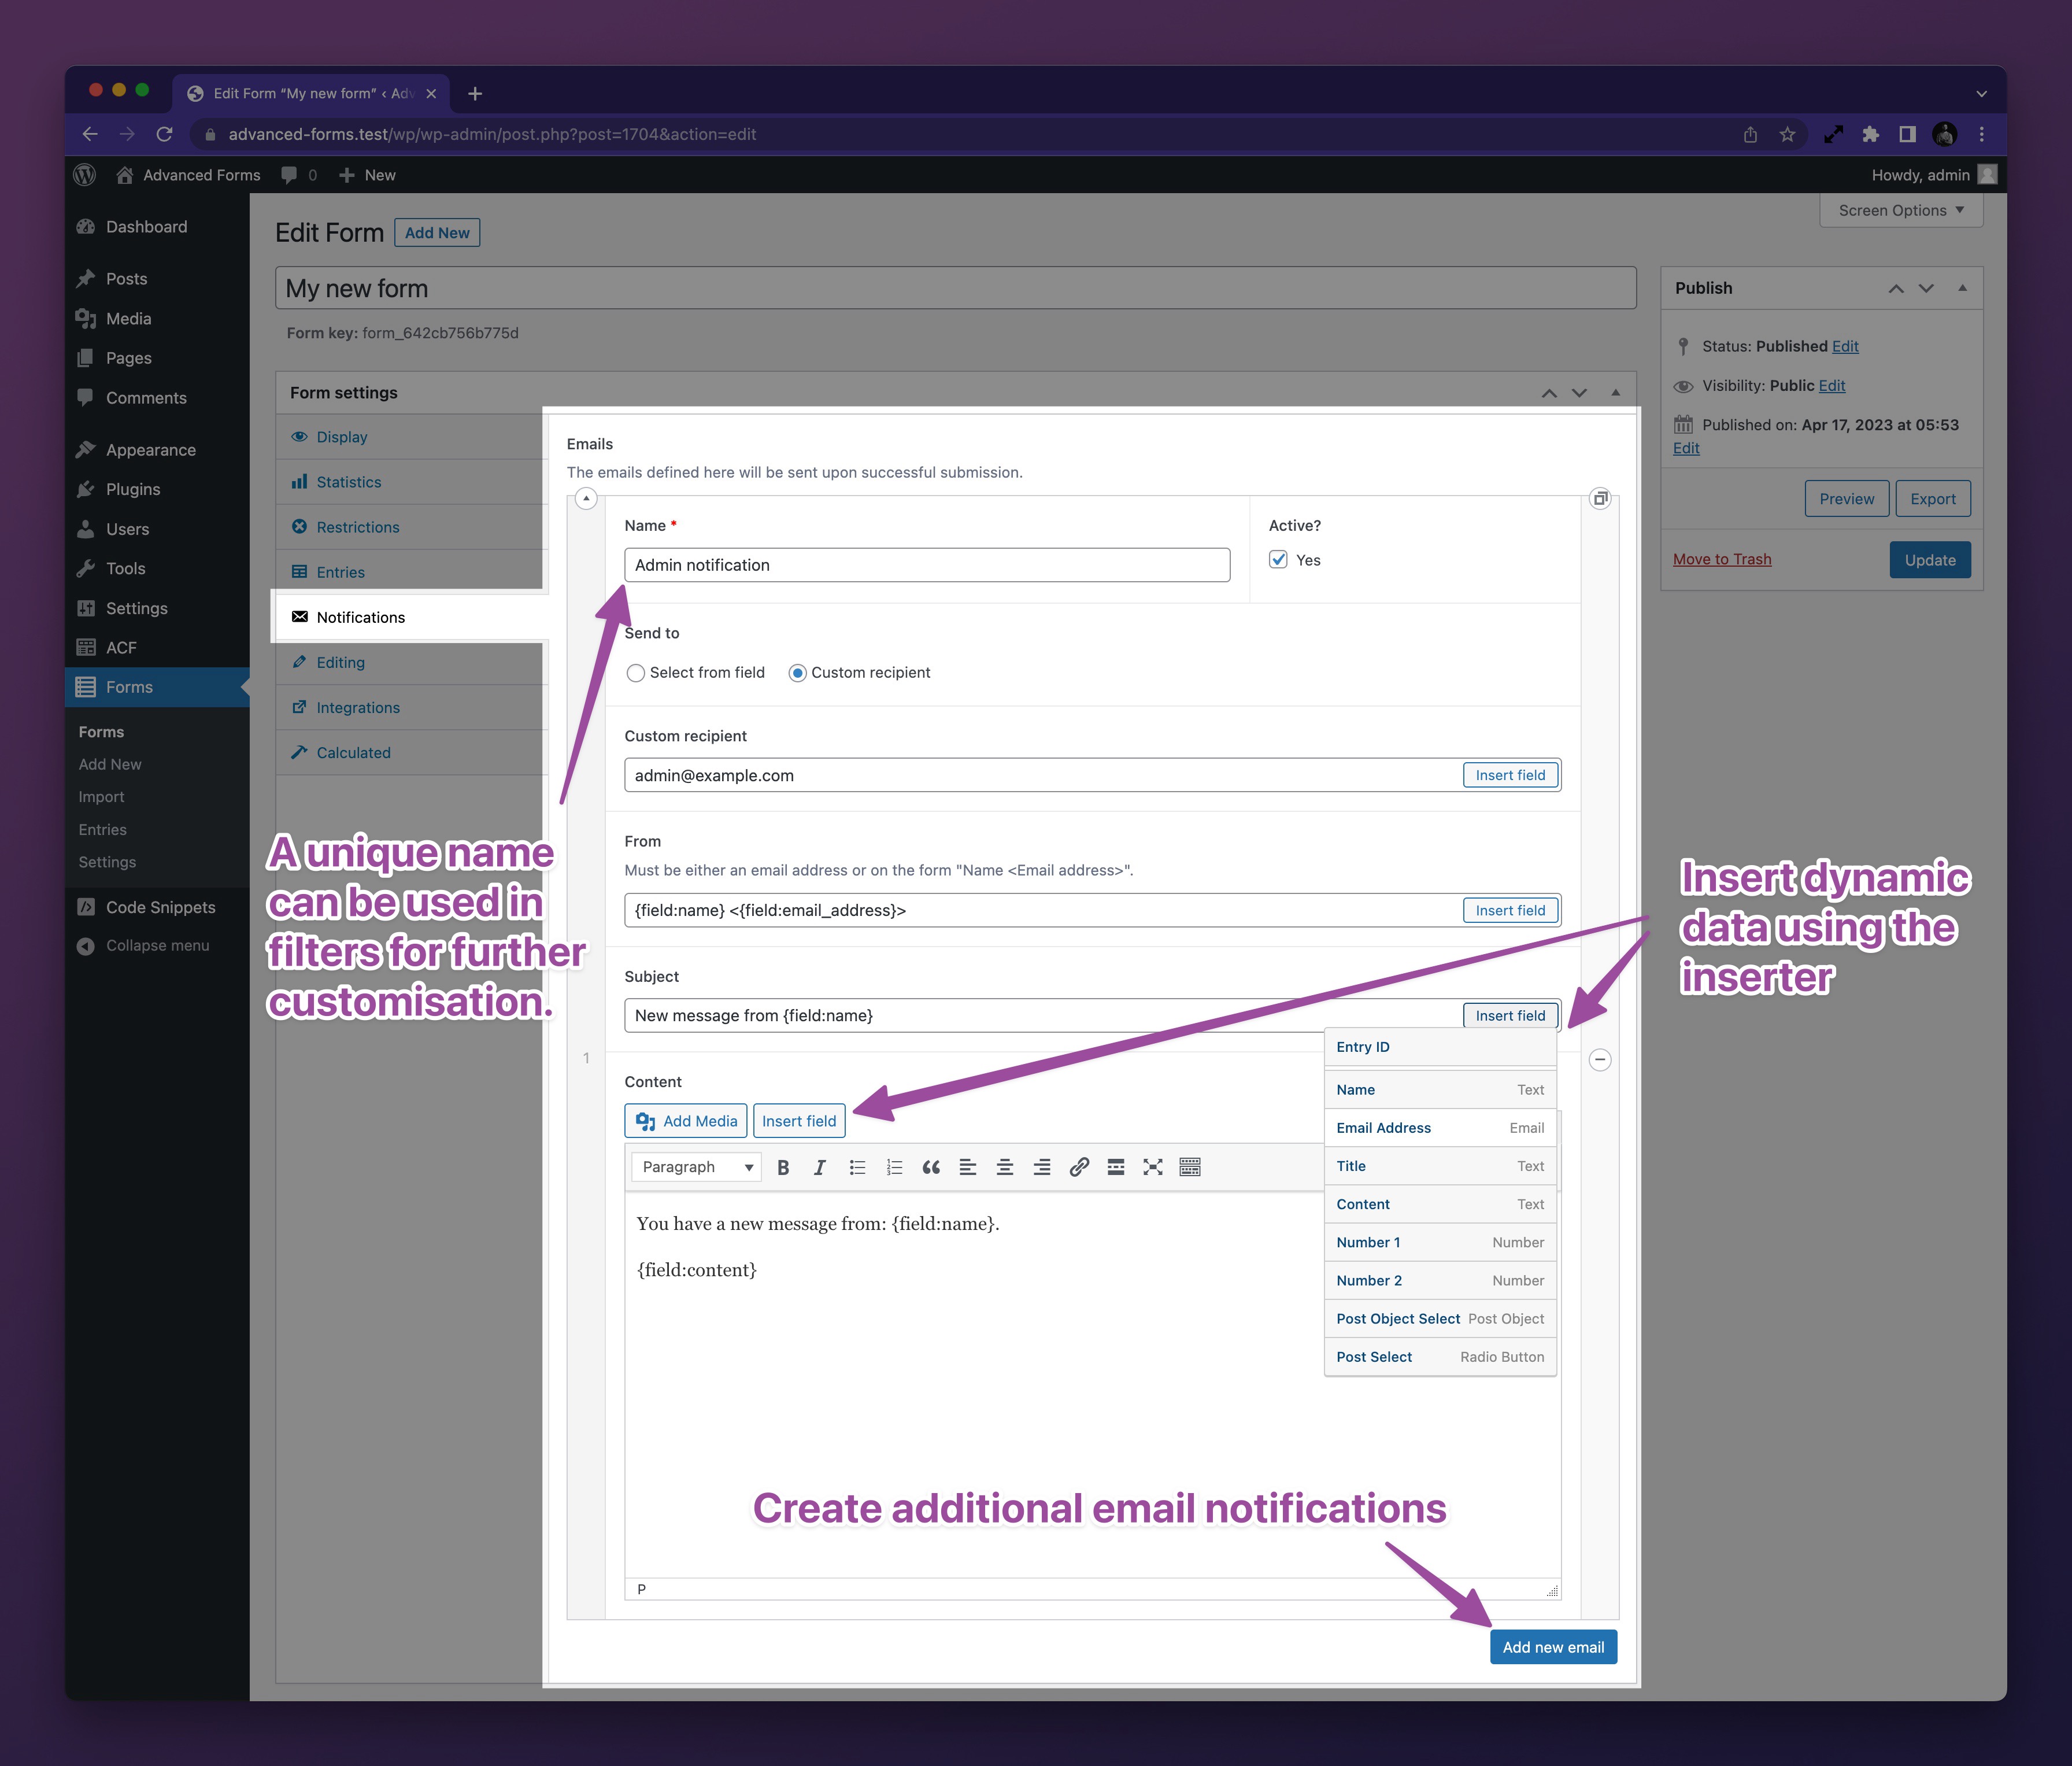 Edit Form “My new form” ‹ Adv
advanced-forms.test/wp/wp-admin/post.php?post=1704&action=edit
Advanced Forms 0 New Howdy, admin
Dashboard
Posts
Media
Pages
Comments
Appearance
Plugins
Users
Tools
Settings
ACF
Forms
Forms
Add New
Import
Entries
Settings
Code Snippets
Collapse menu
Screen Options
Edit Form Add New
My new form
Form key: form_642cb756b775d
Form settings
Display
Statistics
Restrictions
Entries
Notifications
Editing
Integrations
Calculated
Emails
The emails defined here will be sent upon successful submission.
Name *
Admin notification
Active?
Yes
Send to
Select from field Custom recipient
Custom recipient
admin@example.com Insert field
From
Must be either an email address or on the form "Name <Email address>".
{field:name} <{field:email_address}> Insert field
Subject
New message from {field:name} Insert field
1
Entry ID
Name Text
Email Address Email
Title Text
Content Text
Number 1 Number
Number 2 Number
Post Object Select Post Object
Post Select Radio Button
Content
Add Media Insert field
Paragraph
You have a new message from: {field:name}.
{field:content}
P
Add new email
Publish
Status: Published Edit
Visibility: Public Edit
Published on: Apr 17, 2023 at 05:53
Edit
Preview Export
Move to Trash Update
A unique name
can be used in
filters for further
customisation.
Insert dynamic
data using the
inserter
Create additional email notifications